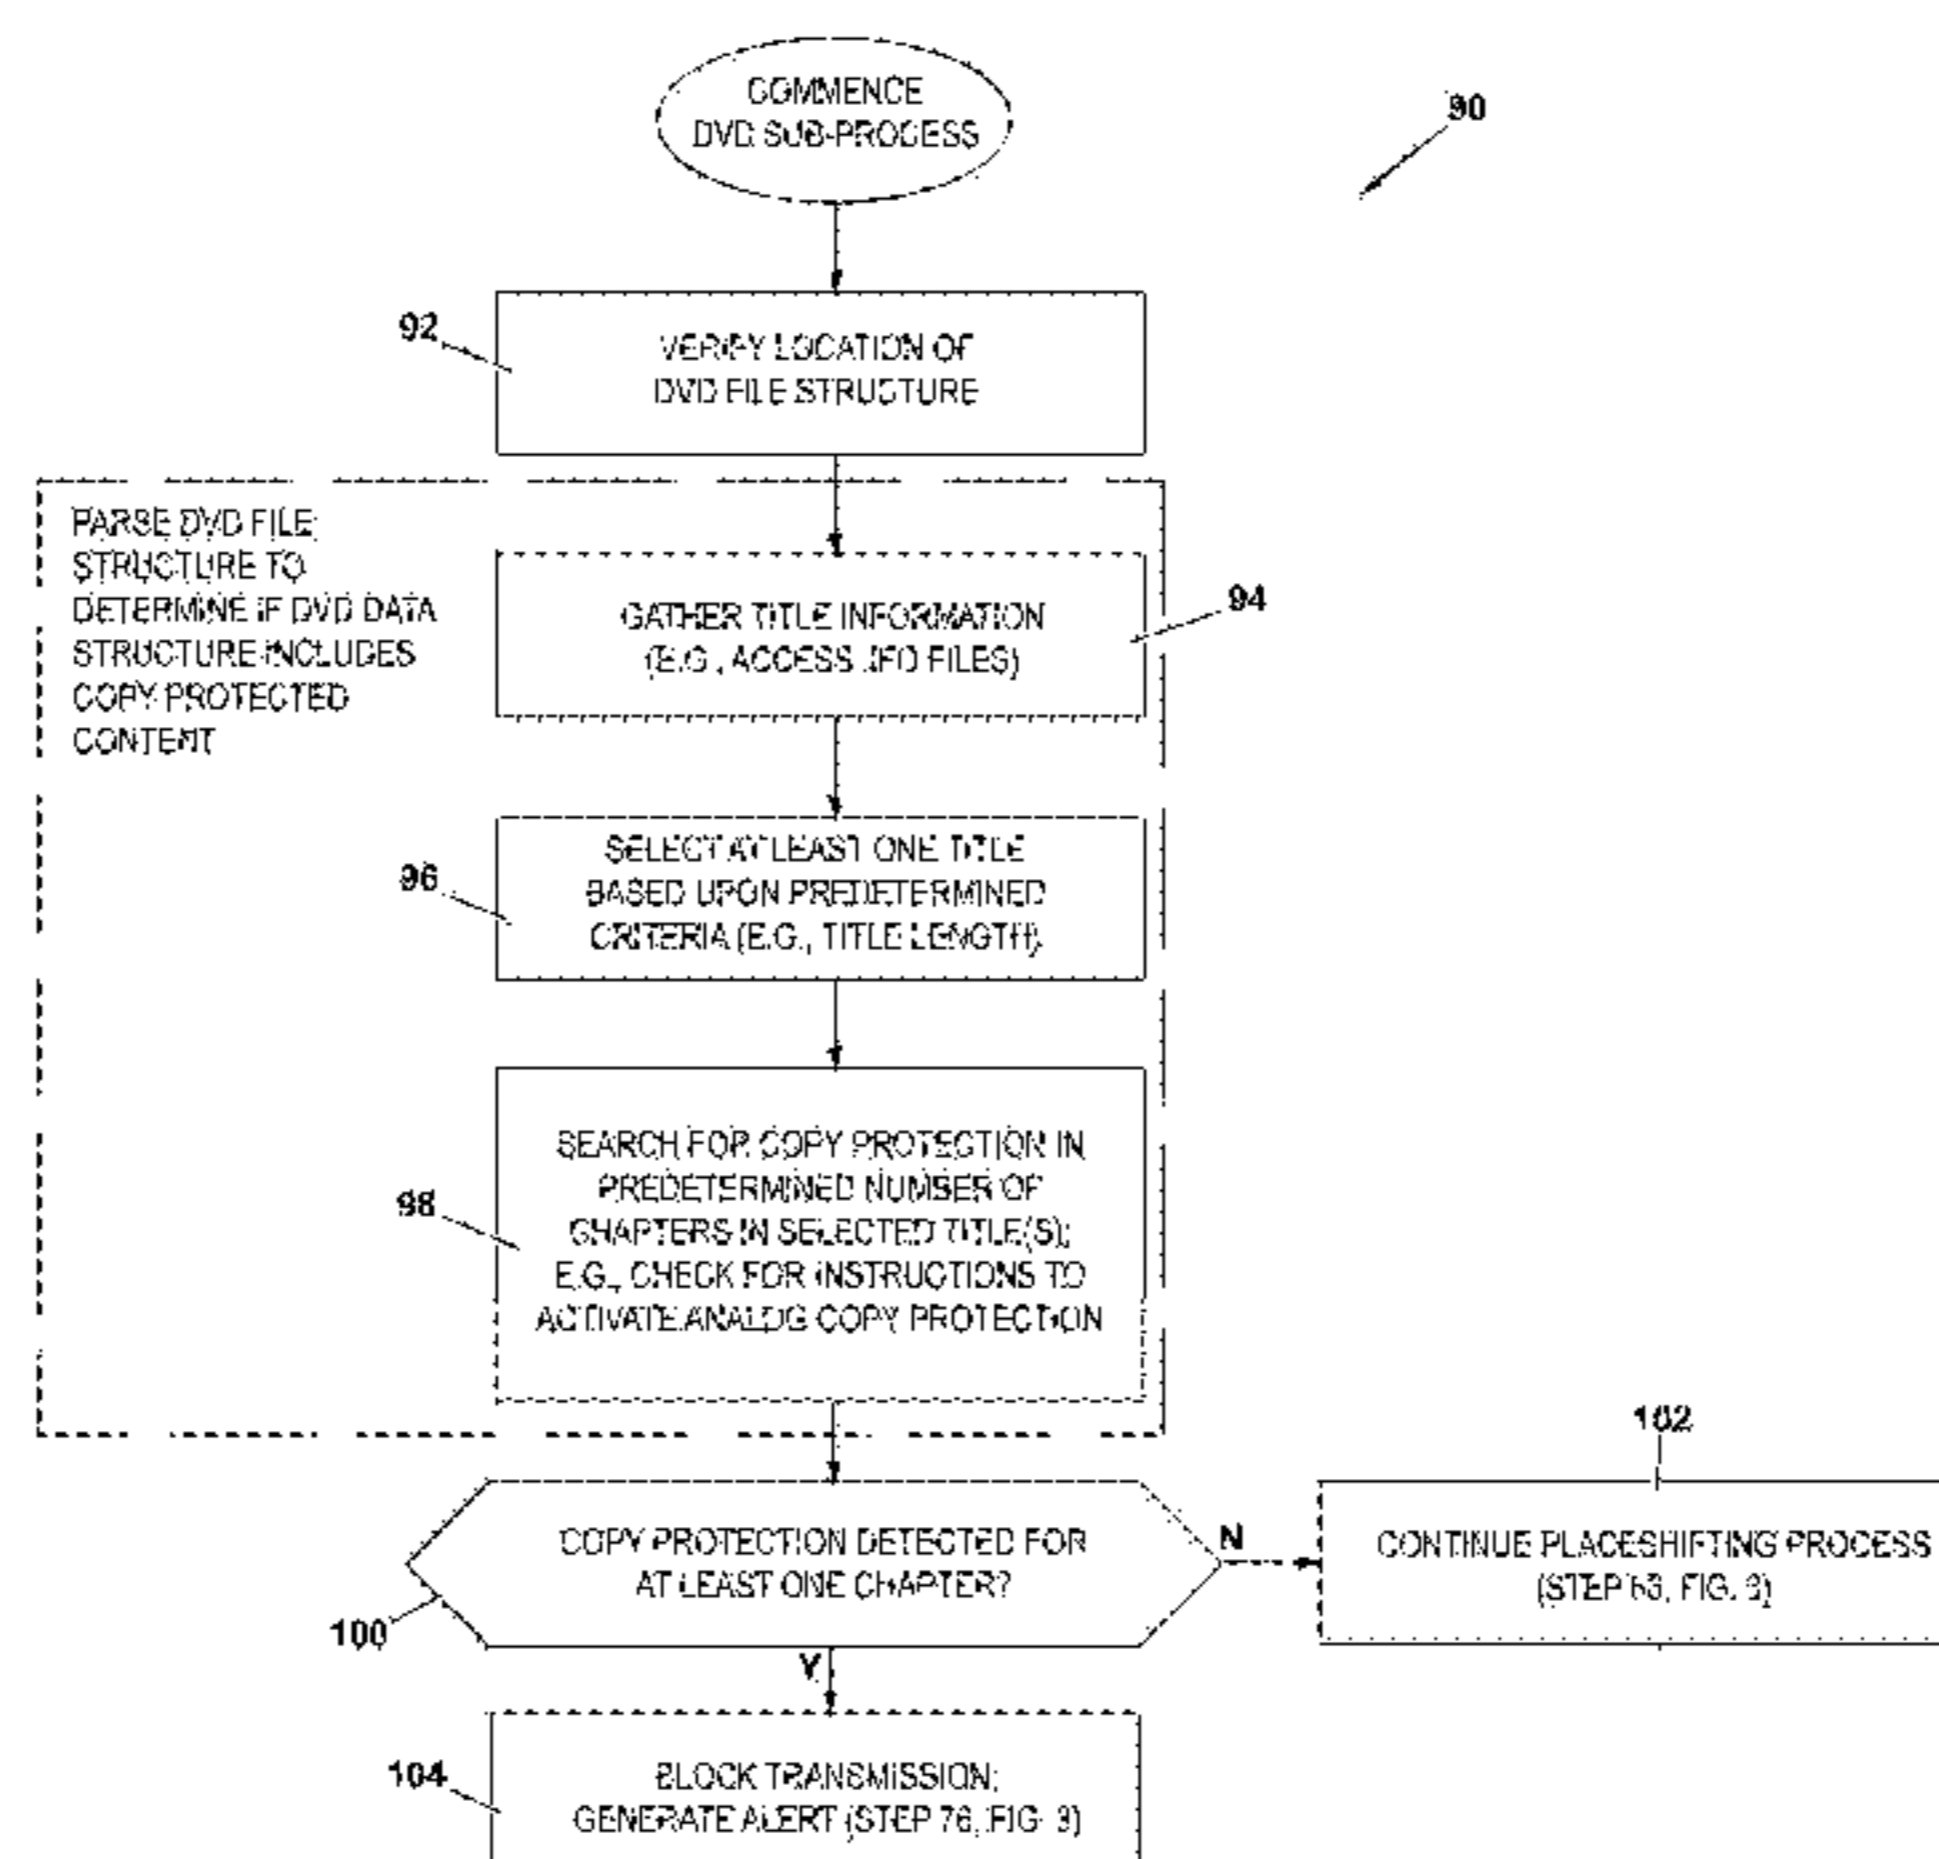 COMMENCE
DVD SUB-PROCESS
90
92
VERIFY LOCATION OF
DVD FILE STRUCTURE
PARSE DVD FILE
STRUCTURE TO
DETERMINE IF DVD DATA
STRUCTURE INCLUDES
COPY PROTECTED
CONTENT
GATHER TITLE INFORMATION
(E.G., ACCESS .IFO FILES)
94
96
SELECT AT LEAST ONE TITLE
BASED UPON PREDETERMINED
CRITERIA (E.G., TITLE LENGTH)
98
SEARCH FOR COPY PROTECTION IN
PREDETERMINED NUMBER OF
CHAPTERS IN SELECTED TITLE(S);
E.G., CHECK FOR INSTRUCTIONS TO
ACTIVATE ANALOG COPY PROTECTION
100
COPY PROTECTION DETECTED FOR
AT LEAST ONE CHAPTER?
N
102
CONTINUE PLACESHIFTING PROCESS
(STEP FIG. 3)
Y
104
BLOCK TRANSMISSION;
GENERATE ALERT (STEP 76, FIG. 3)